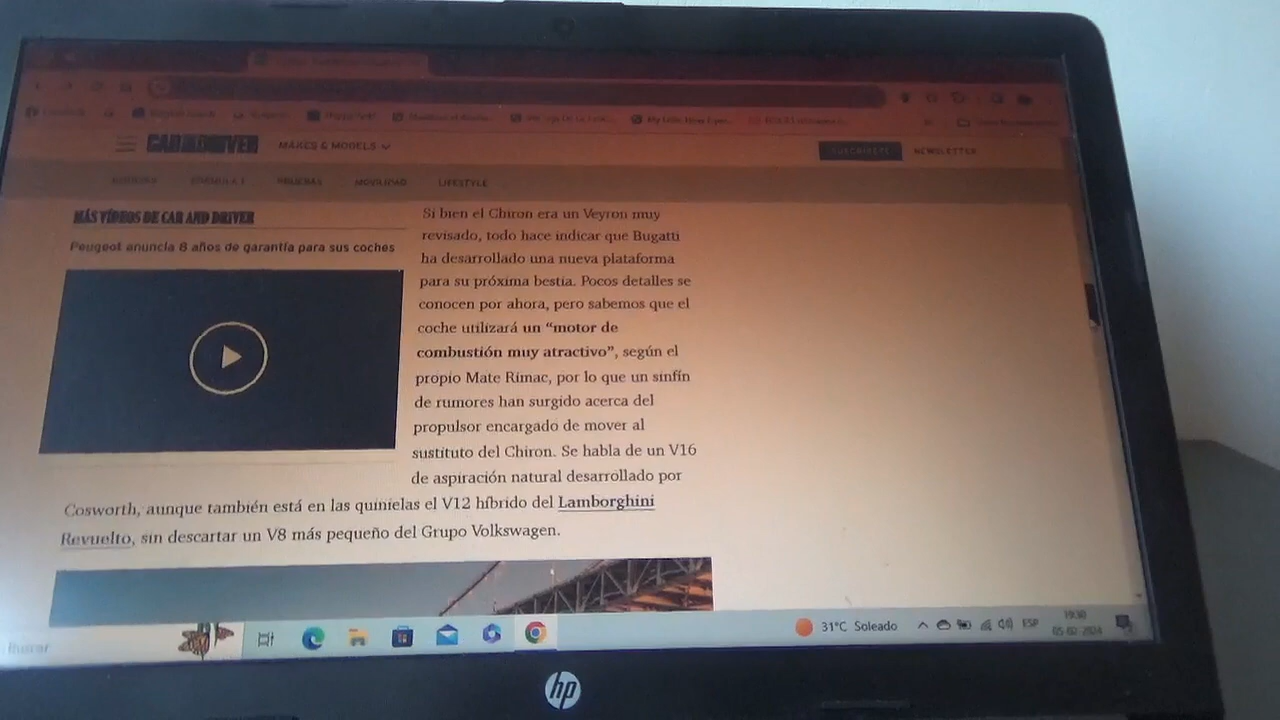 CAR AND DRIVER
MAKES & MODELS
SUSCRÍBETE
NEWSLETTER
FÓRMULA 1
PRUEBAS
MOVILIDAD
LIFESTYLE
MÁS VÍDEOS DE CAR AND DRIVER
Peugeot anuncia 8 años de garantía para sus coches
Si bien el Chiron era un Veyron muy
revisado, todo hace indicar que Bugatti
ha desarrollado una nueva plataforma
para su próxima bestia. Pocos detalles se
conocen por ahora, pero sabemos que el
coche utilizará un “motor de
combustión muy atractivo”, según el
propio Mate Rimac, por lo que un sinfín
de rumores han surgido acerca del
propulsor encargado de mover al
sustituto del Chiron. Se habla de un V16
de aspiración natural desarrollado por
Cosworth, aunque también está en las quinielas el V12 híbrido del Lamborghini
Revuelto, sin descartar un V8 más pequeño del Grupo Volkswagen.
Buscar
31°C Soleado
ESP
19:30
05-02-2024
hp